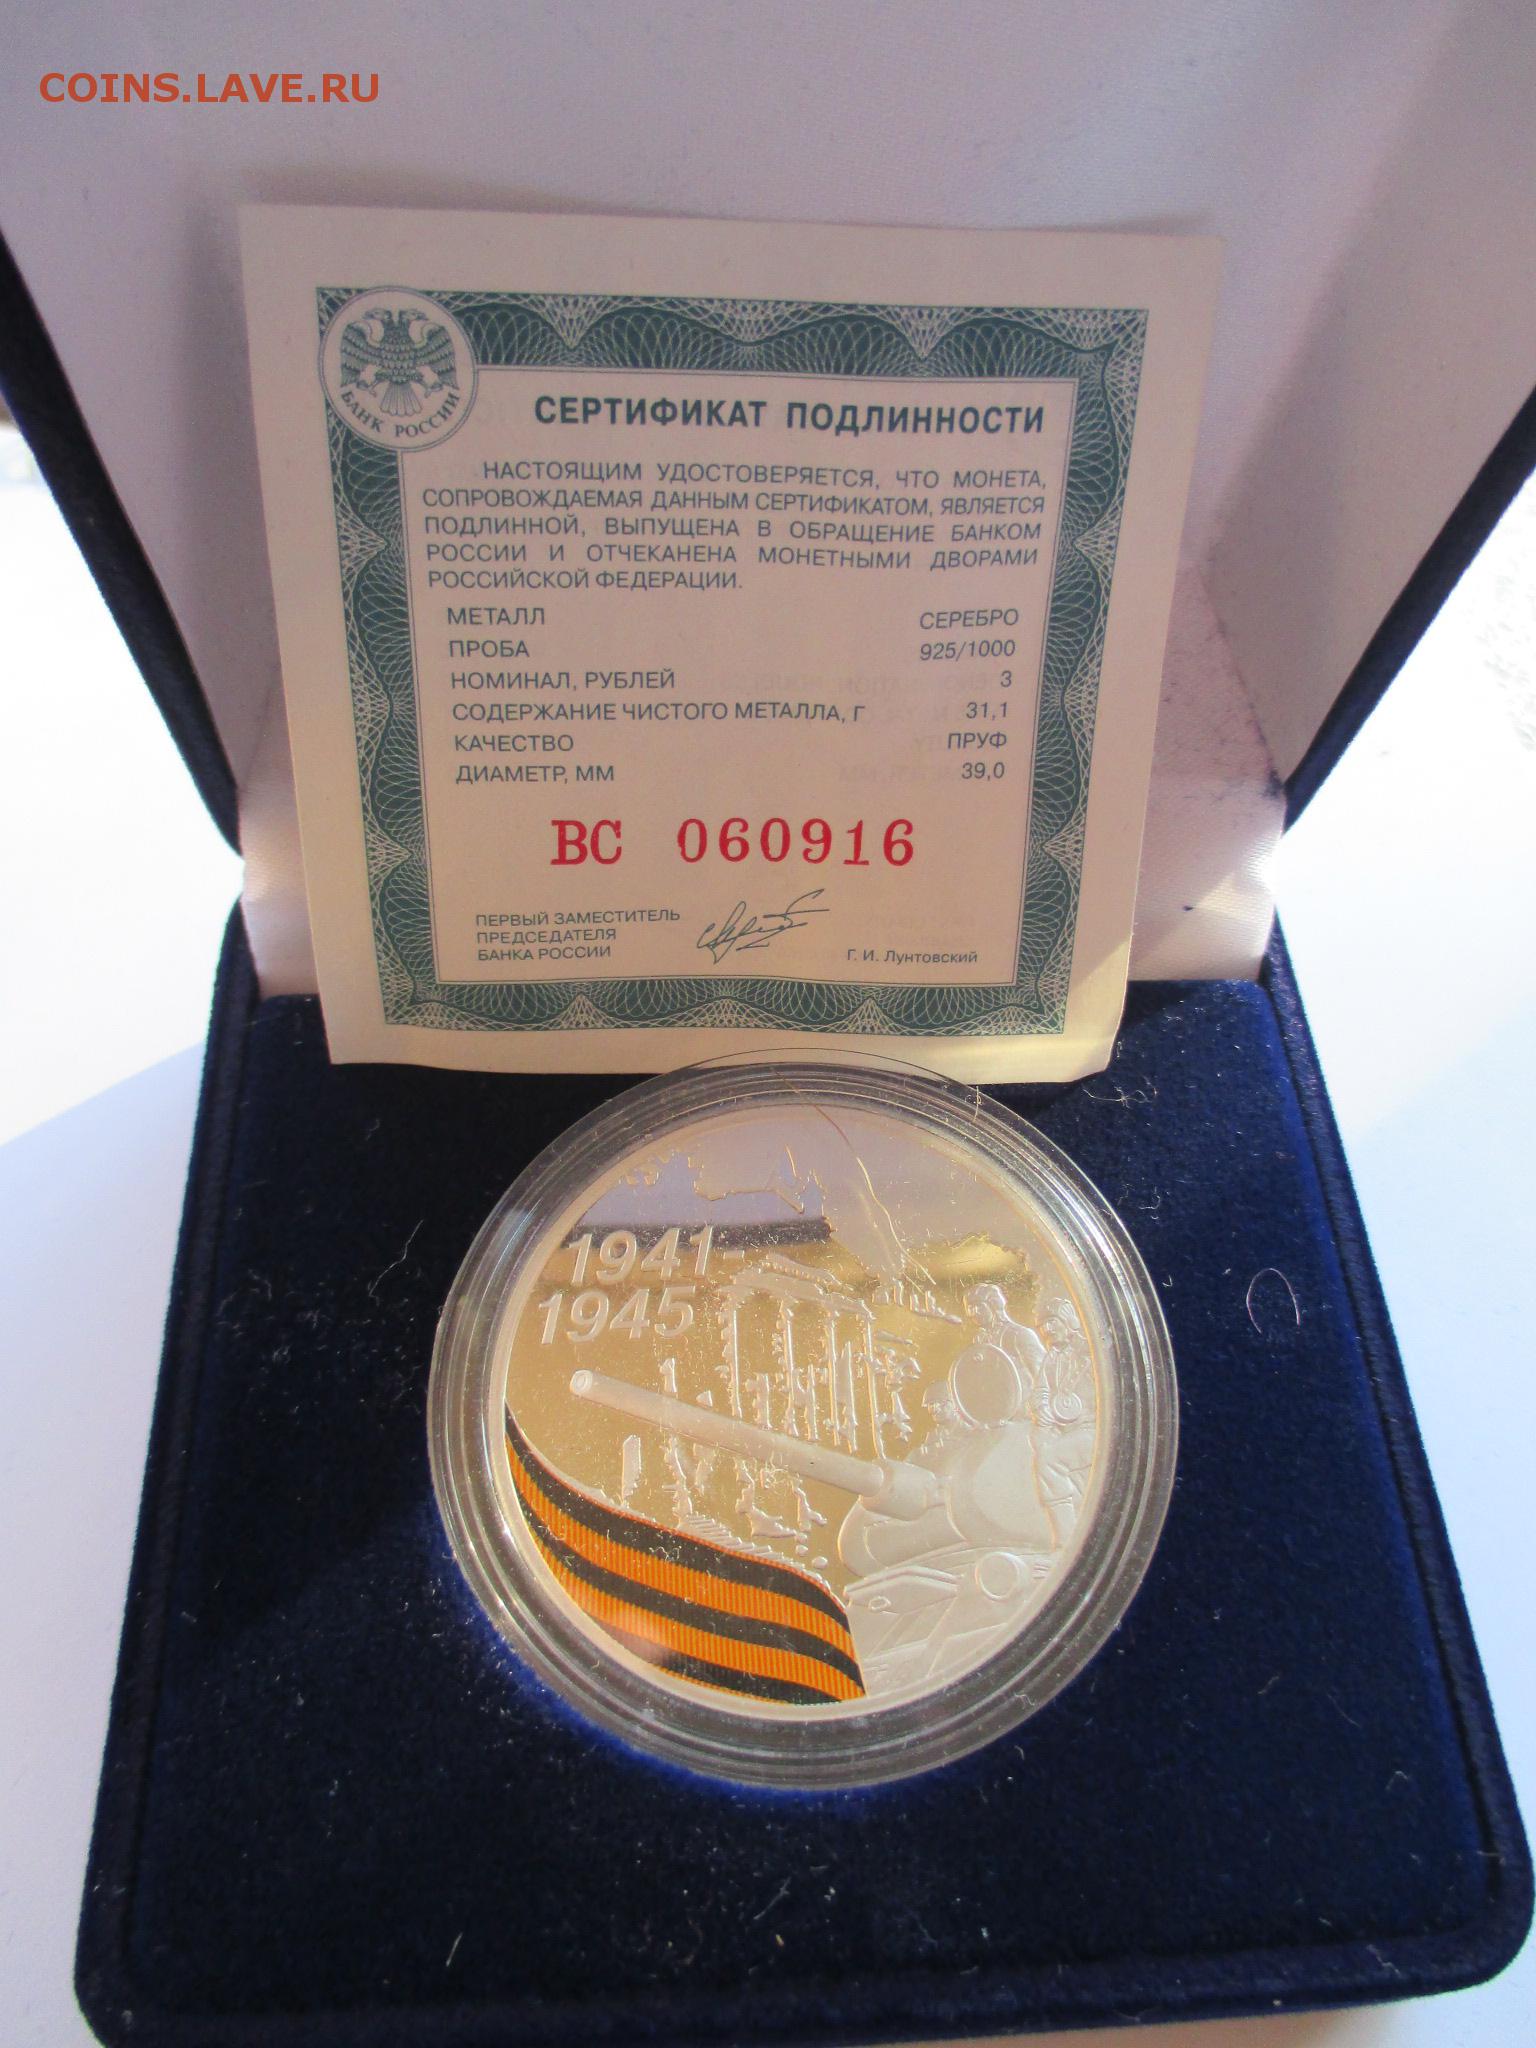 COINS.LAVE.RU
БАНК РОССИИ
СЕРТИФИКАТ ПОДЛИННОСТИ
НАСТОЯЩИМ УДОСТОВЕРЯЕТСЯ, ЧТО МОНЕТА,
СОПРОВОЖДАЕМАЯ ДАННЫМ СЕРТИФИКАТОМ, ЯВЛЯЕТСЯ
ПОДЛИННОЙ, ВЫПУЩЕНА В ОБРАЩЕНИЕ БАНКОМ
РОССИИ И ОТЧЕКАНЕНА МОНЕТНЫМИ ДВОРАМИ
РОССИЙСКОЙ ФЕДЕРАЦИИ.
МЕТАЛЛ СЕРЕБРО
ПРОБА 925/1000
НОМИНАЛ, РУБЛЕЙ 3
СОДЕРЖАНИЕ ЧИСТОГО МЕТАЛЛА, Г 31,1
КАЧЕСТВО ПРУФ
ДИАМЕТР, ММ 39,0
ВС 060916
ПЕРВЫЙ ЗАМЕСТИТЕЛЬ
ПРЕДСЕДАТЕЛЯ
БАНКА РОССИИ Г. И. Лунтовский
1941-
1945